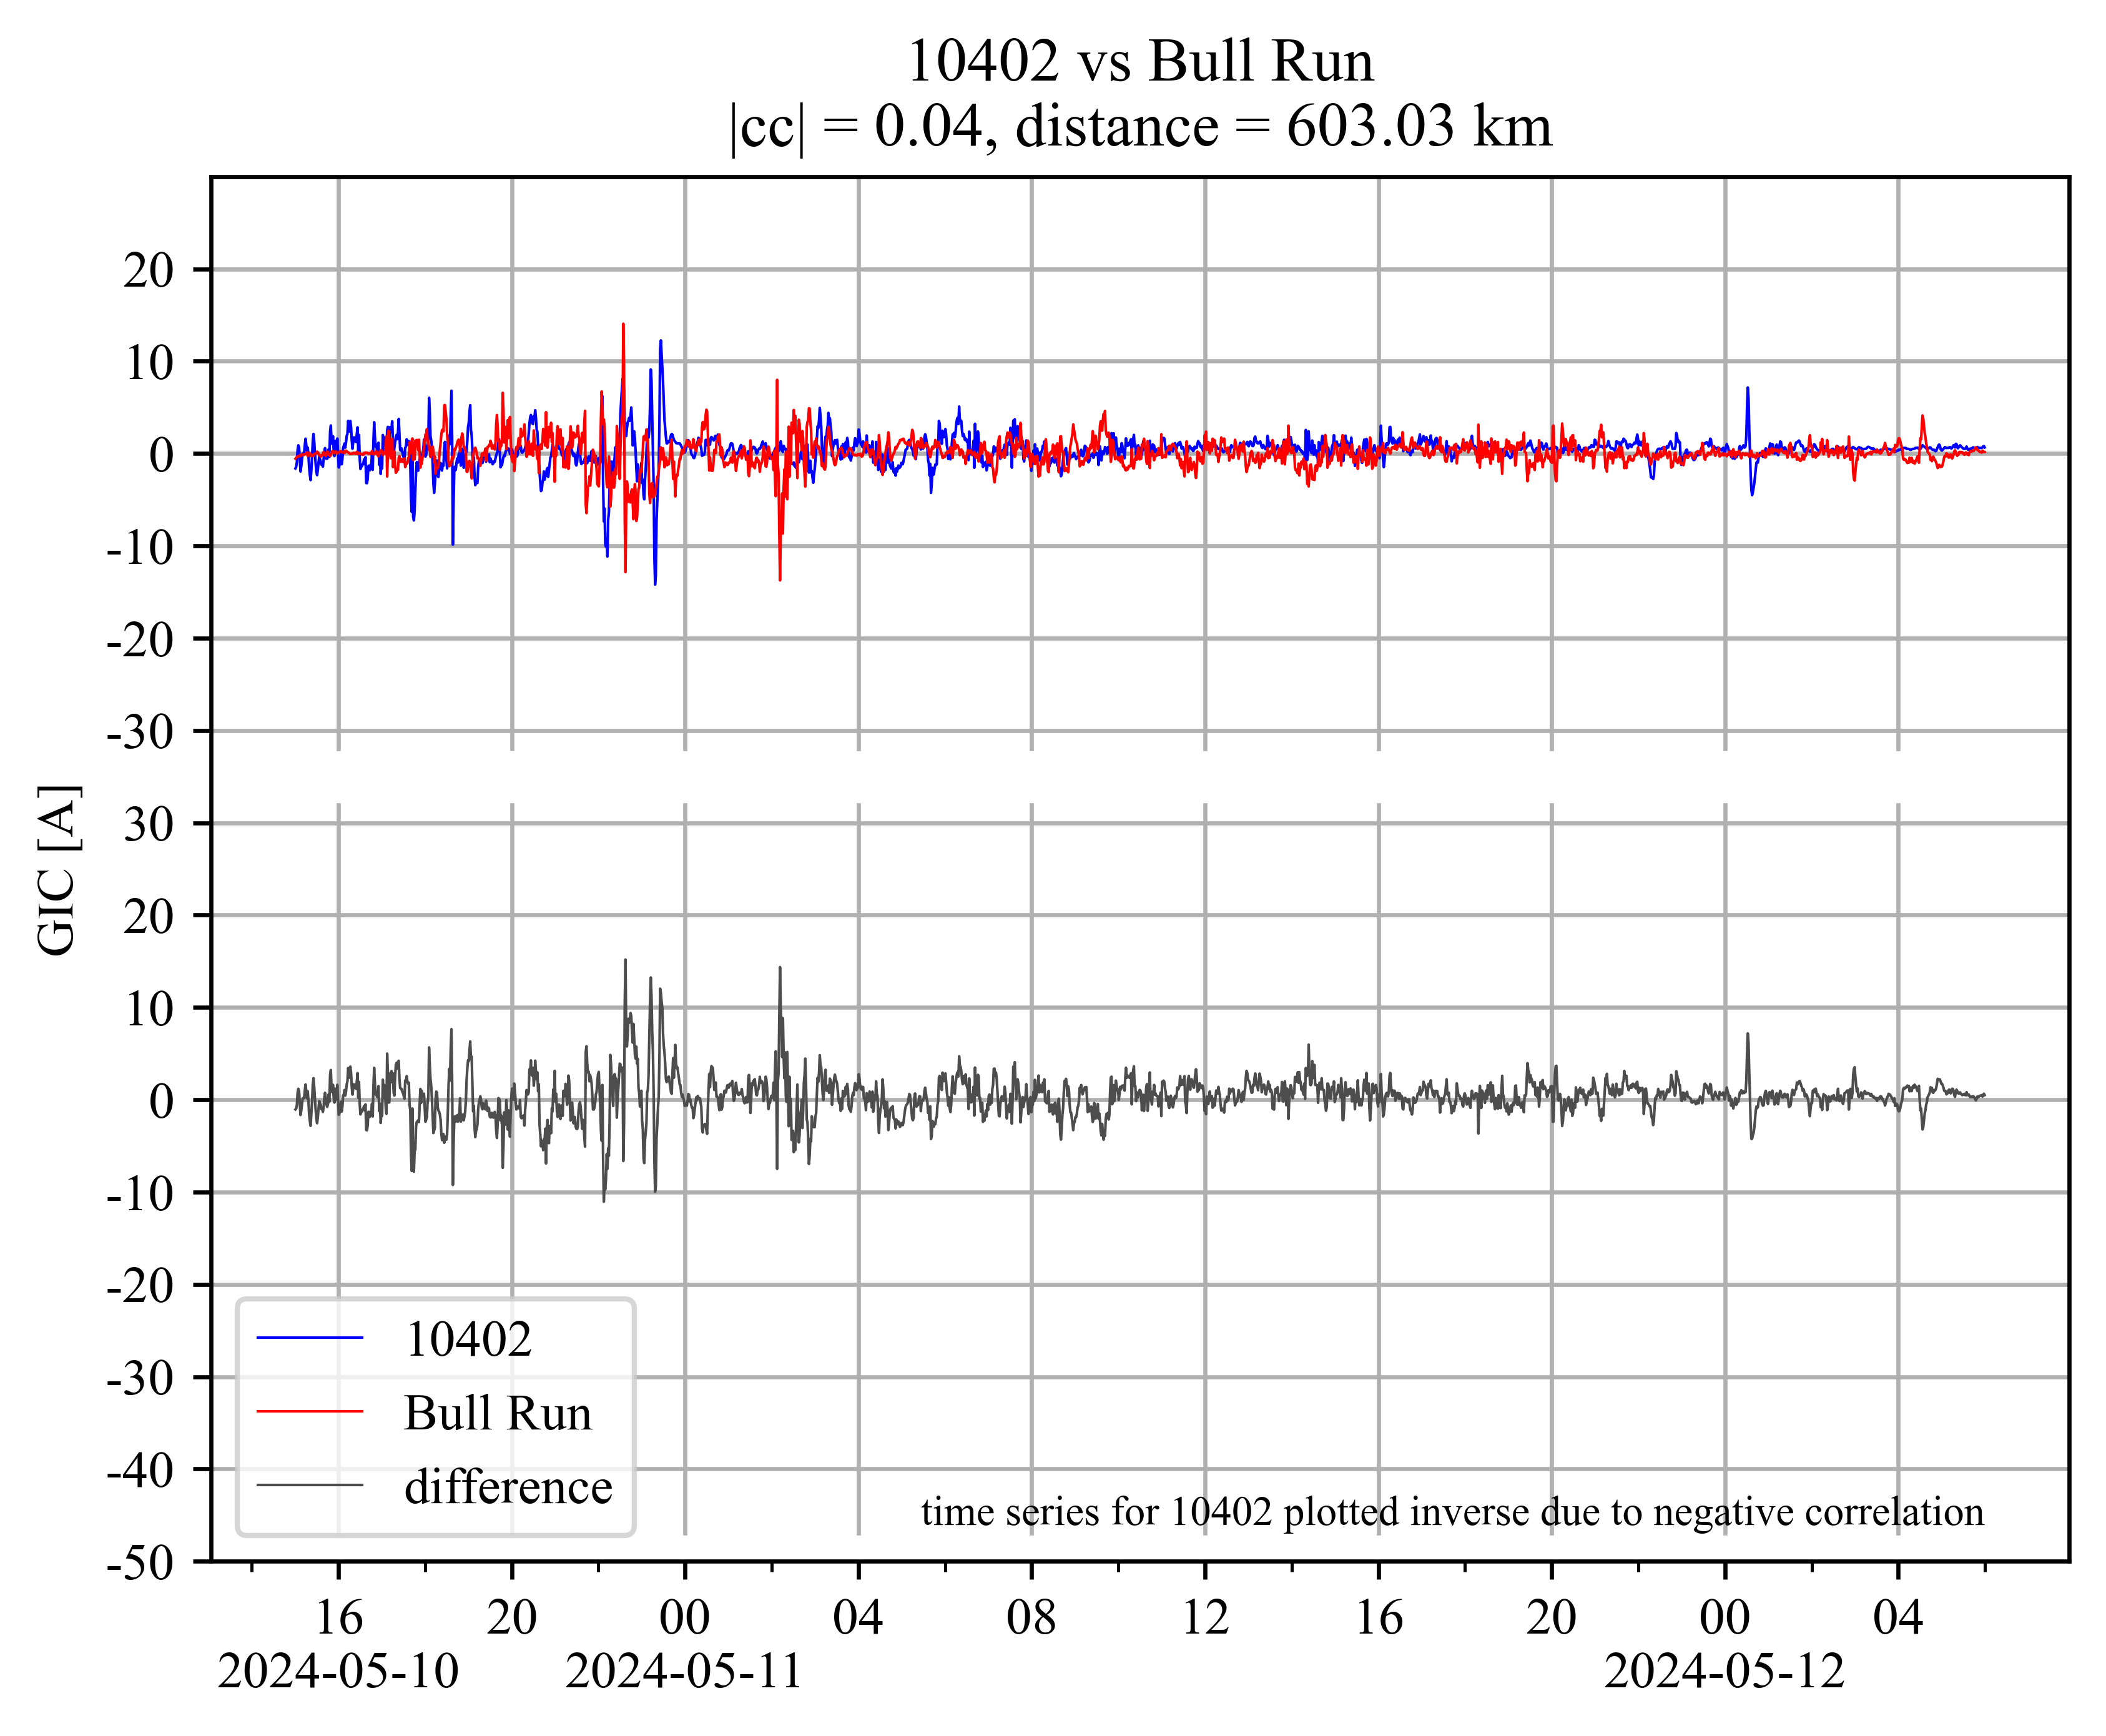 10402 vs Bull Run
|cc| = 0.04, distance = 603.03 km
GIC [A]
20
10
0
-10
-20
-30
30
20
10
0
-10
-20
-30
-40
-50
10402
Bull Run
difference
time series for 10402 plotted inverse due to negative correlation
16 20 00 04 08 12 16 20 00 04
2024-05-10 2024-05-11 2024-05-12